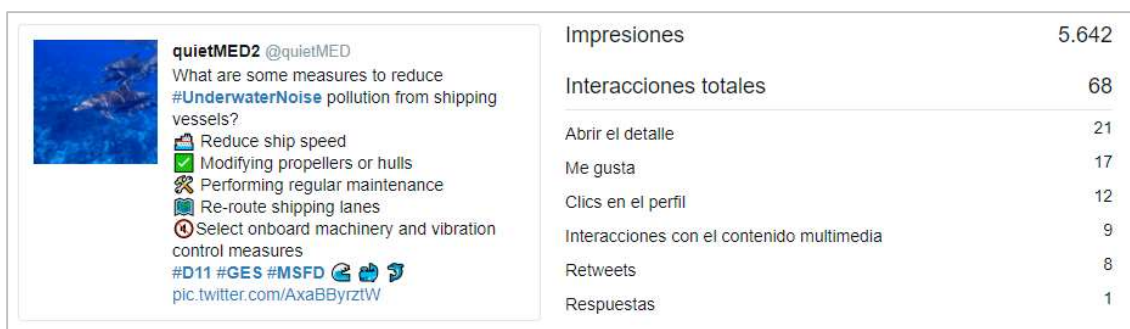 quietMED2 @quietMED
What are some measures to reduce
#UnderwaterNoise pollution from shipping
vessels?
Reduce ship speed
Modifying propellers or hulls
Performing regular maintenance
Re-route shipping lanes
Select onboard machinery and vibration
control measures
#D11 #GES #MSFD
pic.twitter.com/AxaBByrztW
Impresiones 5.642
Interacciones totales 68
Abrir el detalle 21
Me gusta 17
Clics en el perfil 12
Interacciones con el contenido multimedia 9
Retweets 8
Respuestas 1